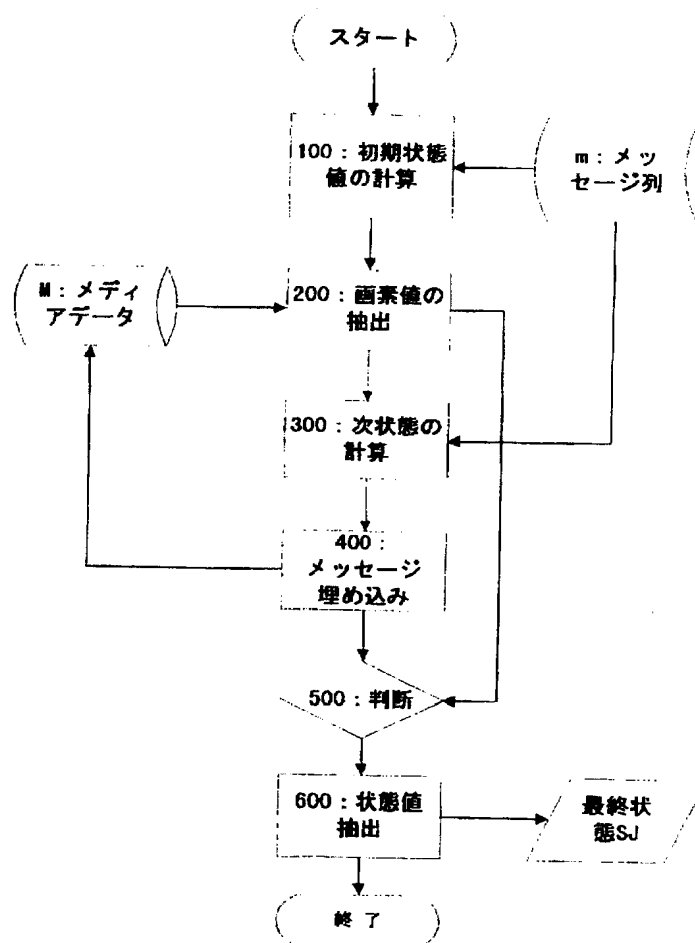 スタート
100：初期状態
値の計算
m：メッ
セージ列
M：メディ
アデータ
200：画素値の
抽出
300：次状態の
計算
400：
メッセージ
埋め込み
500：判断
600：状態値
抽出
最終状
態SJ
終了